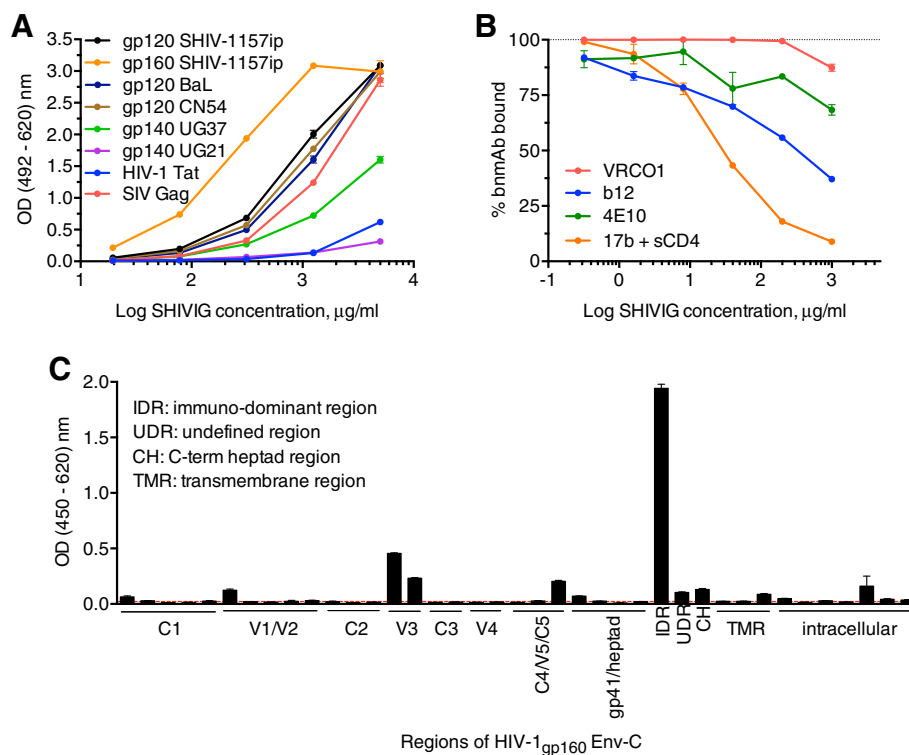 A
gp120 SHIV-1157ip
gp160 SHIV-1157ip
gp120 BaL
gp120 CN54
gp140 UG37
gp140 UG21
HIV-1 Tat
SIV Gag
3.5
3.0
2.5
2.0
1.5
1.0
0.5
0.0
OD (492 - 620) nm
1
2
3
4
Log SHIVIG concentration, µg/ml
B
100
75
50
25
0
% bnmAb bound
VRCO1
b12
4E10
17b + sCD4
-1
0
1
2
3
Log SHIVIG concentration, µg/ml
C
2.0
1.5
1.0
0.5
0.0
OD (450 - 620) nm
IDR: immuno-dominant region
UDR: undefined region
CH: C-term heptad region
TMR: transmembrane region
C1
V1/V2
C2
V3
C3
V4
C4/V5/C5
gp41/heptad
IDR
UDR
CH
TMR
intracellular
Regions of HIV-1gp160 Env-C